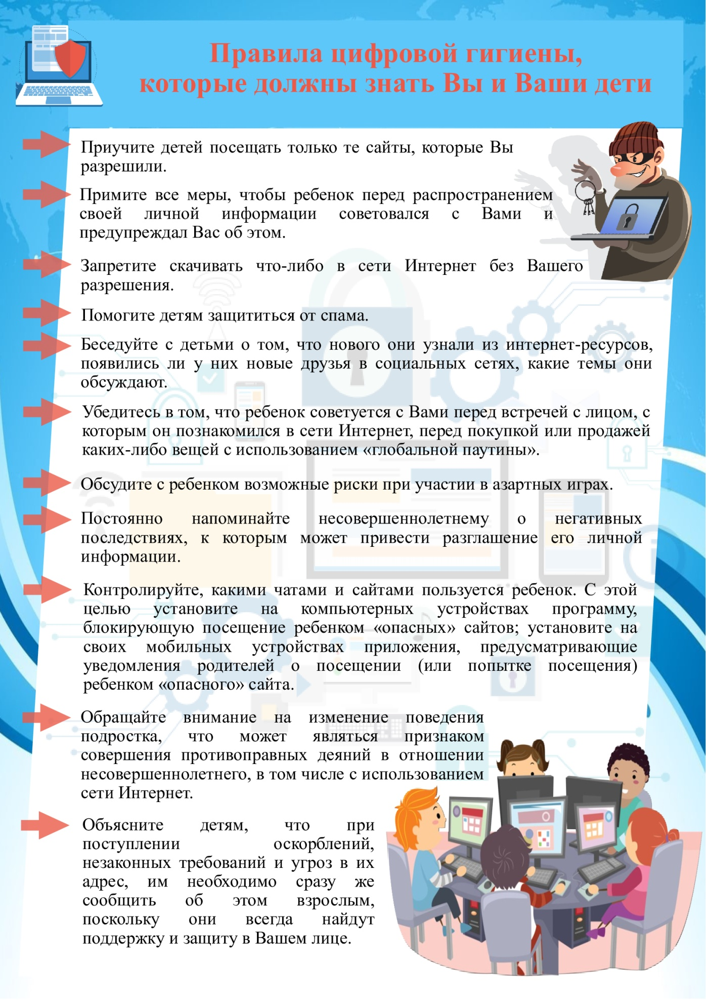 Правила цифровой гигиены,
которые должны знать Вы и Ваши дети
Приучите детей посещать только те сайты, которые Вы
разрешили.
Примите все меры, чтобы ребенок перед распространением
своей личной информации советовался с Вами и
предупреждал Вас об этом.
Запретите скачивать что-либо в сети Интернет без Вашего
разрешения.
Помогите детям защититься от спама.
Беседуйте с детьми о том, что нового они узнали из интернет-ресурсов,
появились ли у них новые друзья в социальных сетях, какие темы они
обсуждают.
Убедитесь в том, что ребенок советуется с Вами перед встречей с лицом, с
которым он познакомился в сети Интернет, перед покупкой или продажей
каких-либо вещей с использованием «глобальной паутины».
Обсудите с ребенком возможные риски при участии в азартных играх.
Постоянно напоминайте несовершеннолетнему о негативных
последствиях, к которым может привести разглашение его личной
информации.
Контролируйте, какими чатами и сайтами пользуется ребенок. С этой
целью установите на компьютерных устройствах программу,
блокирующую посещение ребенком «опасных» сайтов; установите на
своих мобильных устройствах приложения, предусматривающие
уведомления родителей о посещении (или попытке посещения)
ребенком «опасного» сайта.
Обращайте внимание на изменение поведения
подростка, что может являться признаком
совершения противоправных деяний в отношении
несовершеннолетнего, в том числе с использованием
сети Интернет.
Объясните детям, что при
поступлении оскорблений,
незаконных требований и угроз в их
адрес, им необходимо сразу же
сообщить об этом взрослым,
поскольку они всегда найдут
поддержку и защиту в Вашем лице.